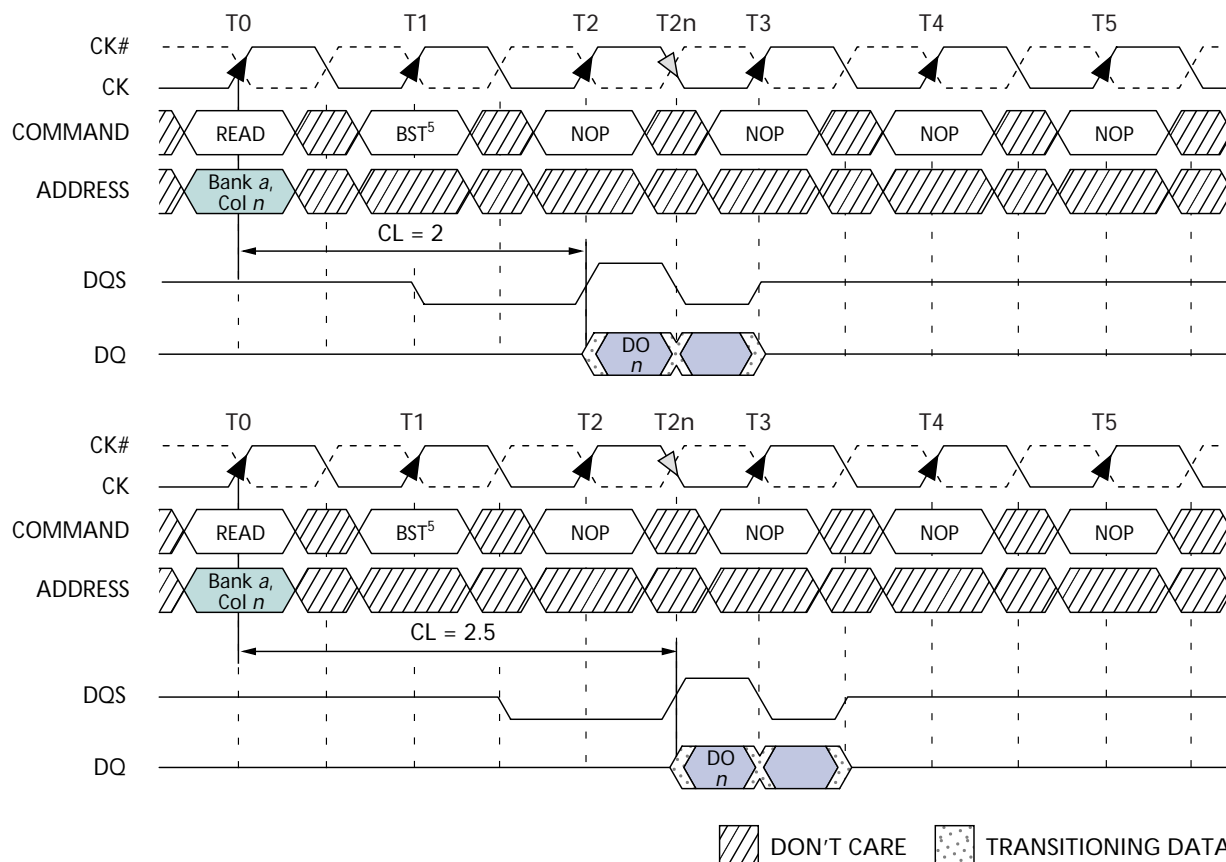 T0 T1 T2 T2n T3 T4 T5
CK#
CK
COMMAND READ BST5 NOP NOP NOP NOP
ADDRESS Bank a,
Col n
CL = 2
DQS
DQ DO
n
T0 T1 T2 T2n T3 T4 T5
CK#
CK
COMMAND READ BST5 NOP NOP NOP NOP
ADDRESS Bank a,
Col n
CL = 2.5
DQS
DQ DO
n
DON'T CARE TRANSITIONING DATA